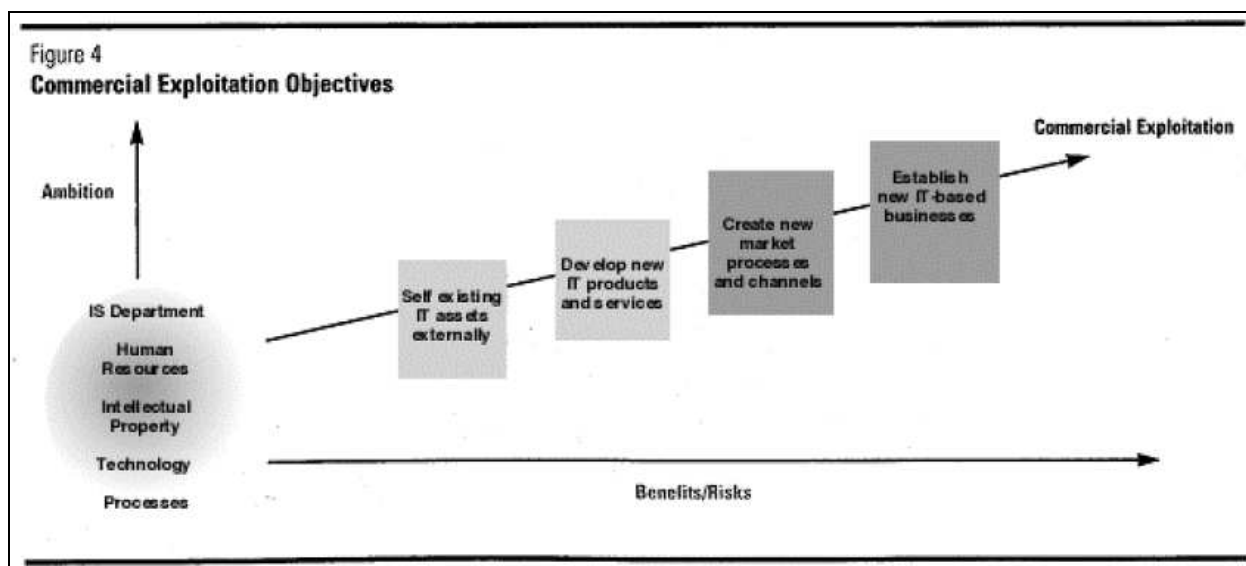 Figure 4
Commercial Exploitation Objectives
Commercial Exploitation
Ambition
Establish
new IT-based
businesses
Create new
market
processes
and channels
Develop new
IT products
and services
Self existing
IT assets
externally
IS Department
Human
Resources
Intellectual
Property
Technology
Processes
Benefits/Risks